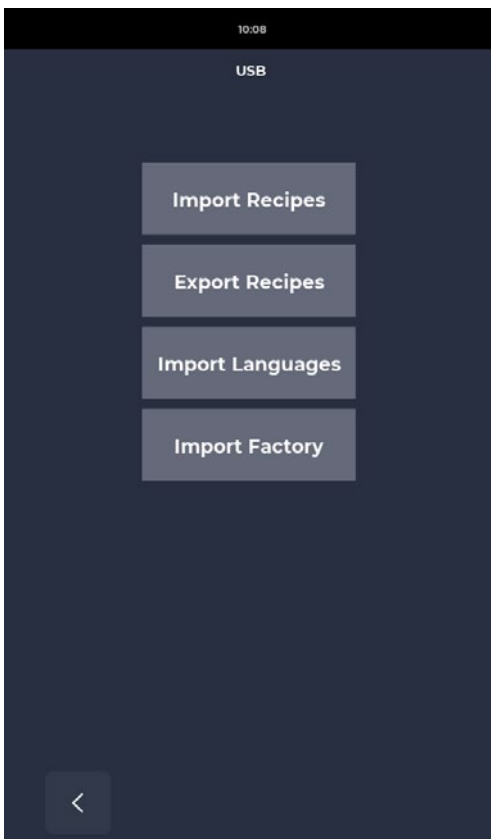 10:08
USB
Import Recipes
Export Recipes
Import Languages
Import Factory